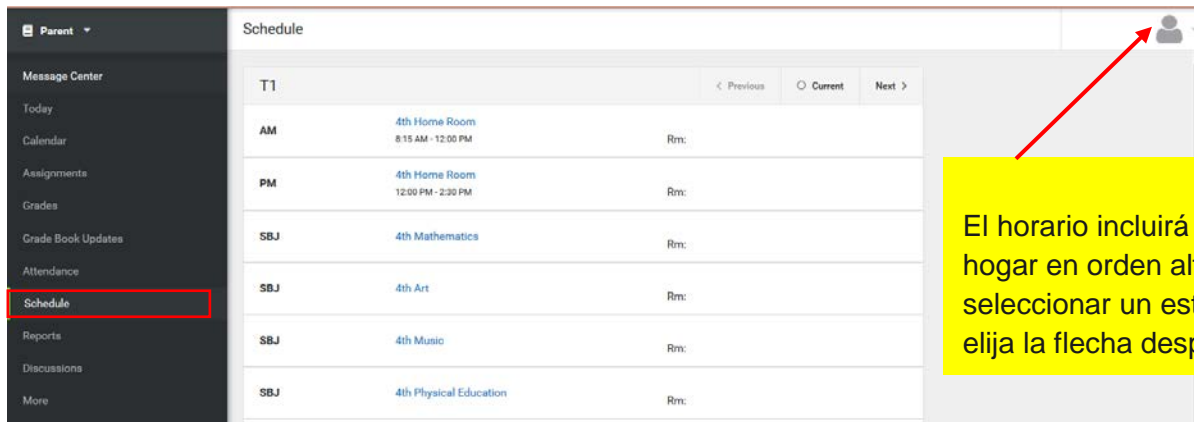 Parent
Schedule
Message Center
Today
Calendar
Assignments
Grades
Grade Book Updates
Attendance
Schedule
Reports
Discussions
More
T1
< Previous
Current
Next >
AM
4th Home Room
8:15 AM - 12:00 PM
Rm:
PM
4th Home Room
12:00 PM - 2:30 PM
Rm:
SBJ
4th Mathematics
Rm:
SBJ
4th Art
Rm:
SBJ
4th Music
Rm:
SBJ
4th Physical Education
Rm:
El horario incluirá
hogar en orden
seleccionar un
elija la flecha